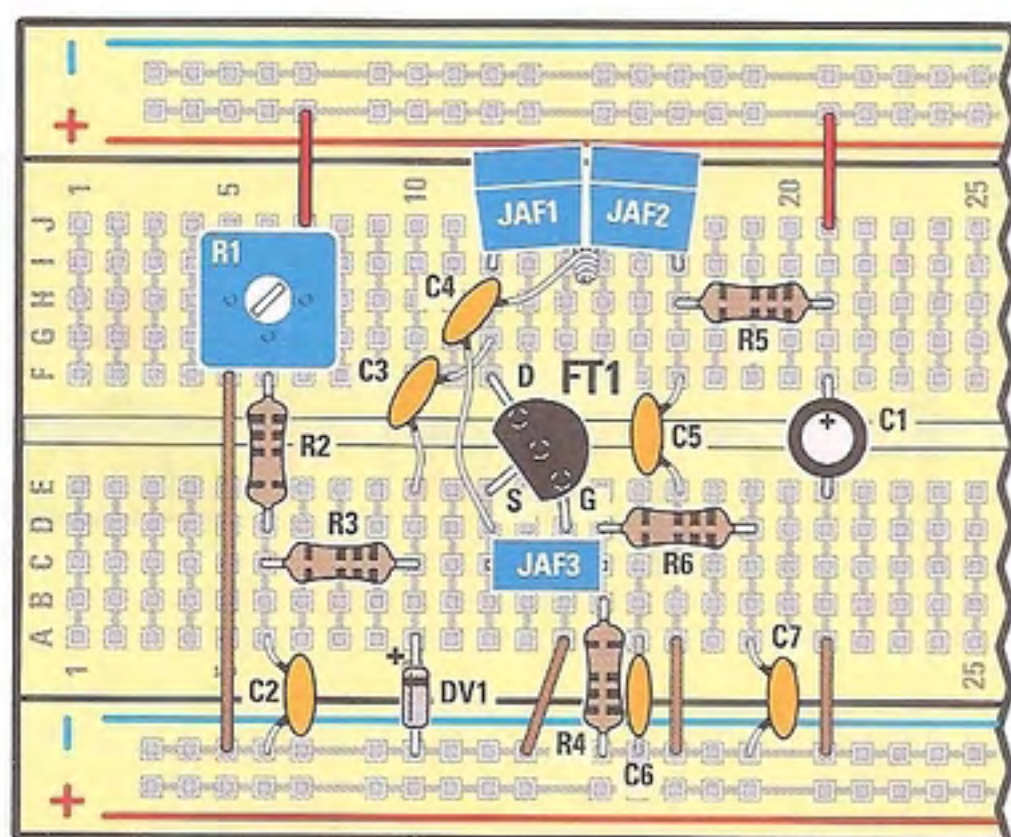 −
+
1
5
10
20
25
J
I
H
G
F
E
D
C
B
A
R1
JAF1
JAF2
C4
R5
C3
D
FT1
R2
C5
+
C1
S
G
R3
JAF3
R6
C2
+
DV1
R4
C6
C7
1
25
−
+